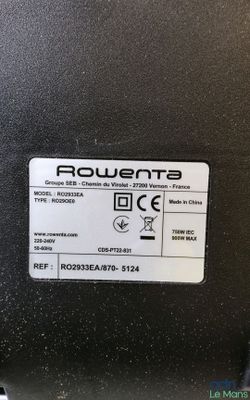 Rowenta
Groupe SEB - Chemin du Virolet - 27200 Vernon - France
MODEL : RO2933EA
TYPE : RO29OE0
CE
Made in China
www.rowenta.com
220-240V
50-60Hz
CDS-PT22-831
750W IEC
900W MAX
REF : RO2933EA/870- 5124
Le Mans